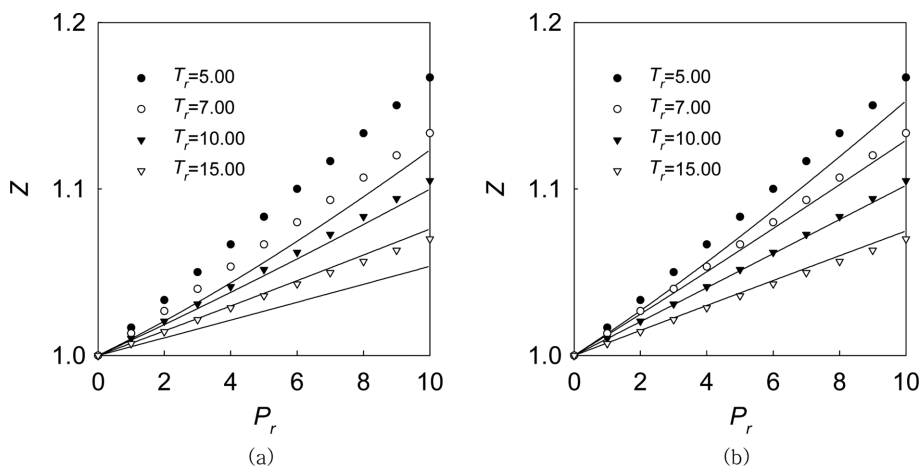 1.2
T_r=5.00
T_r=7.00
T_r=10.00
T_r=15.00
1.1
Z
1.0
0 2 4 6 8 10
P_r
(a)
1.2
T_r=5.00
T_r=7.00
T_r=10.00
T_r=15.00
1.1
Z
1.0
0 2 4 6 8 10
P_r
(b)